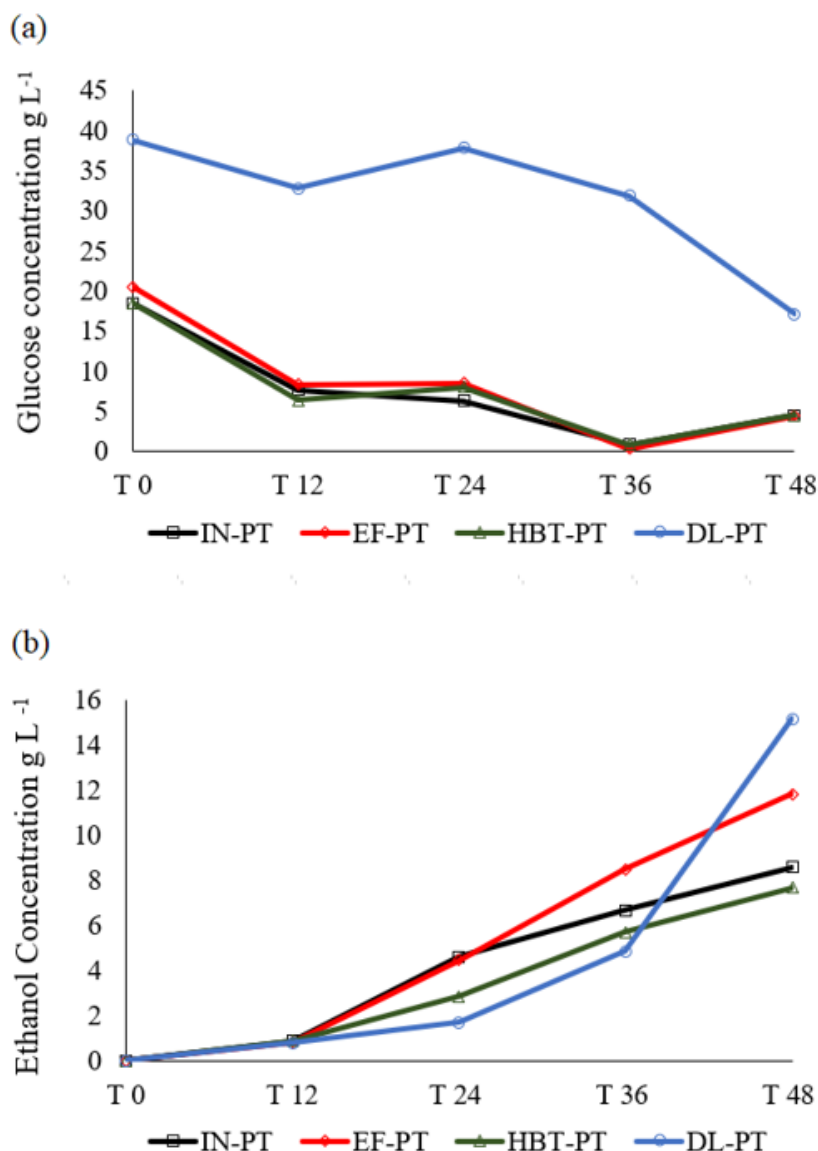 (a)
Glucose concentration g L-1
45
40
35
30
25
20
15
10
5
0
T 0 T 12 T 24 T 36 T 48
IN-PT EF-PT HBT-PT DL-PT
(b)
Ethanol Concentration g L -1
16
14
12
10
8
6
4
2
0
T 0 T 12 T 24 T 36 T 48
IN-PT EF-PT HBT-PT DL-PT